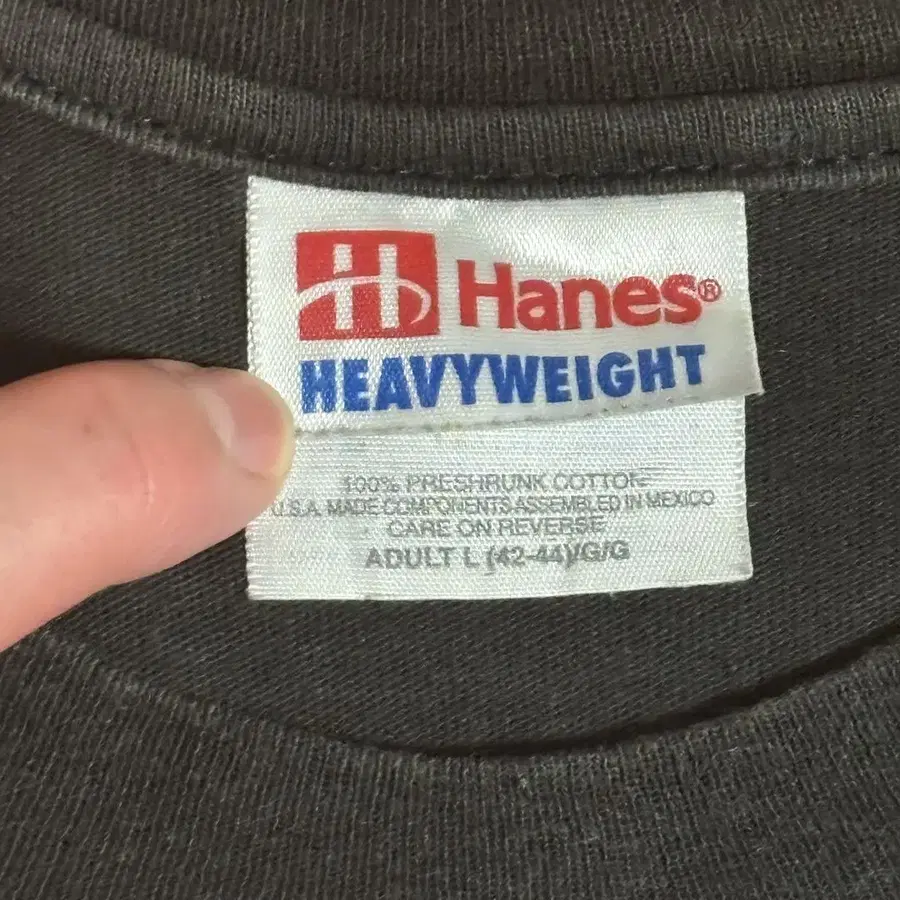 H Hanes®
HEAVYWEIGHT
100% PRESHRUNK COTTON
U.S.A. MADE COMPONENTS ASSEMBLED IN MEXICO
CARE ON REVERSE
ADULT L (42-44)/G/G